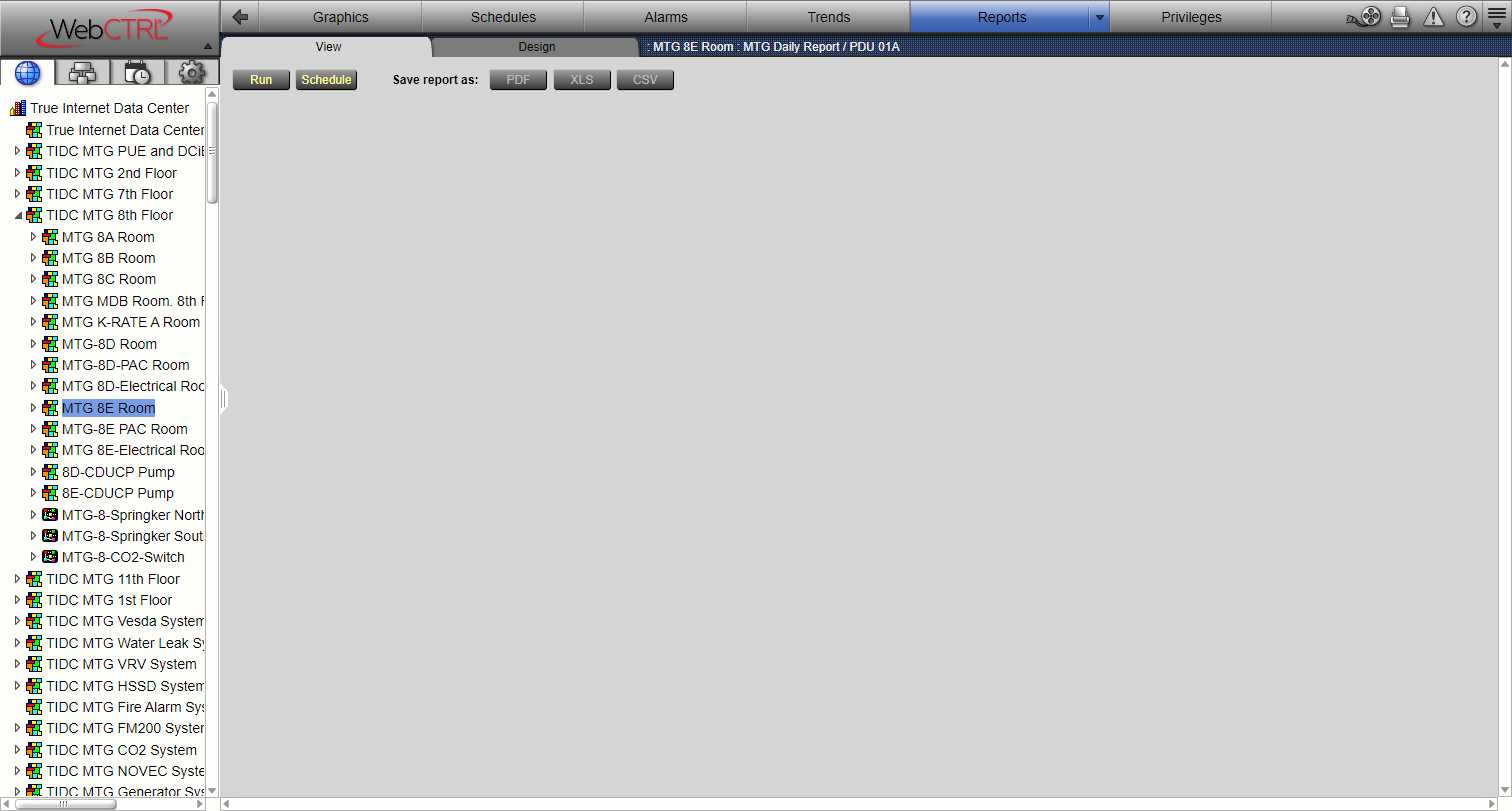 WebCTRL
Graphics
Schedules
Alarms
Trends
Reports
Privileges
View
Design
: MTG 8E Room : MTG Daily Report / PDU 01A
Run
Schedule
Save report as:
PDF
XLS
CSV
True Internet Data Center
True Internet Data Center
TIDC MTG PUE and DCiE
TIDC MTG 2nd Floor
TIDC MTG 7th Floor
TIDC MTG 8th Floor
MTG 8A Room
MTG 8B Room
MTG 8C Room
MTG MDB Room. 8th F
MTG K-RATE A Room
MTG-8D Room
MTG-8D-PAC Room
MTG 8D-Electrical Roo
MTG 8E Room
MTG-8E PAC Room
MTG 8E-Electrical Roo
8D-CDUCP Pump
8E-CDUCP Pump
MTG-8-Springker North
MTG-8-Springker Sout
MTG-8-CO2-Switch
TIDC MTG 11th Floor
TIDC MTG 1st Floor
TIDC MTG Vesda System
TIDC MTG Water Leak Sy
TIDC MTG VRV System
TIDC MTG HSSD System
TIDC MTG Fire Alarm Sys
TIDC MTG FM200 System
TIDC MTG CO2 System
TIDC MTG NOVEC Syste
TIDC MTG Generator Sys